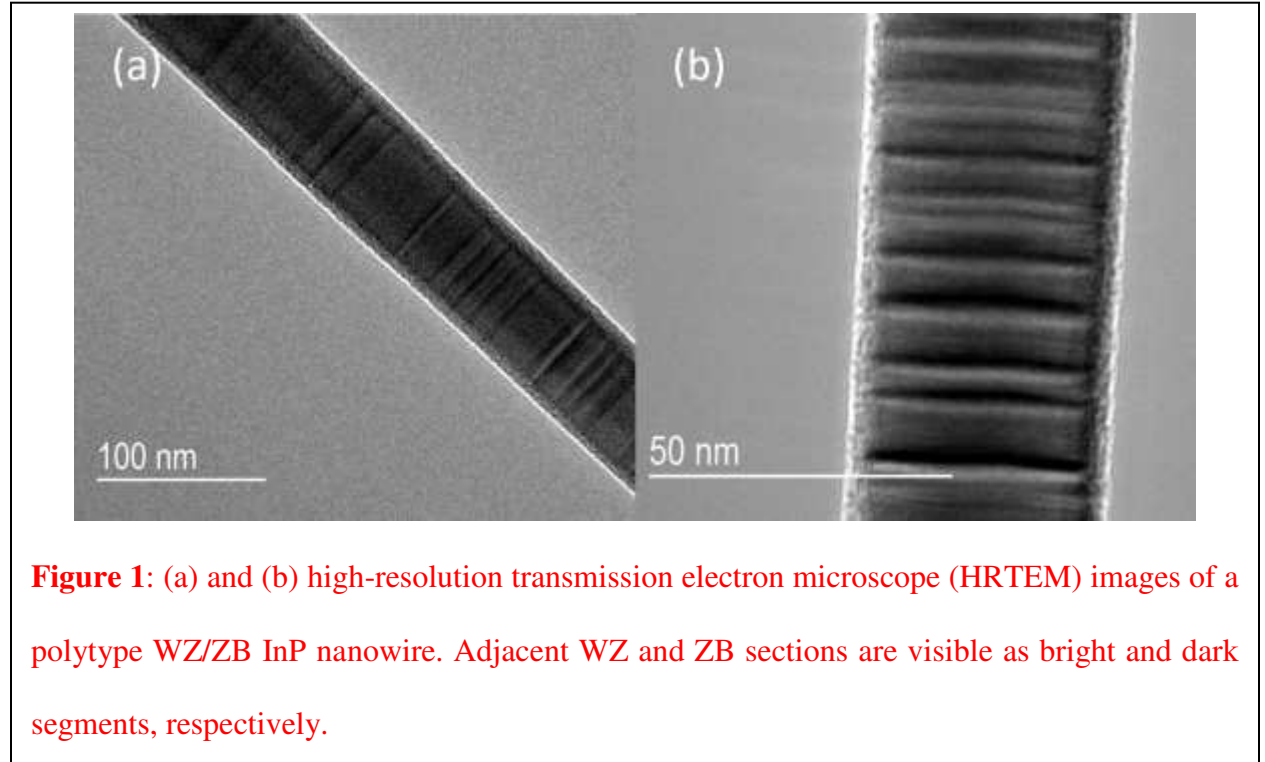 (a)
(b)
100 nm
50 nm
Figure 1: (a) and (b) high-resolution transmission electron microscope (HRTEM) images of a
polytype WZ/ZB InP nanowire. Adjacent WZ and ZB sections are visible as bright and dark
segments, respectively.